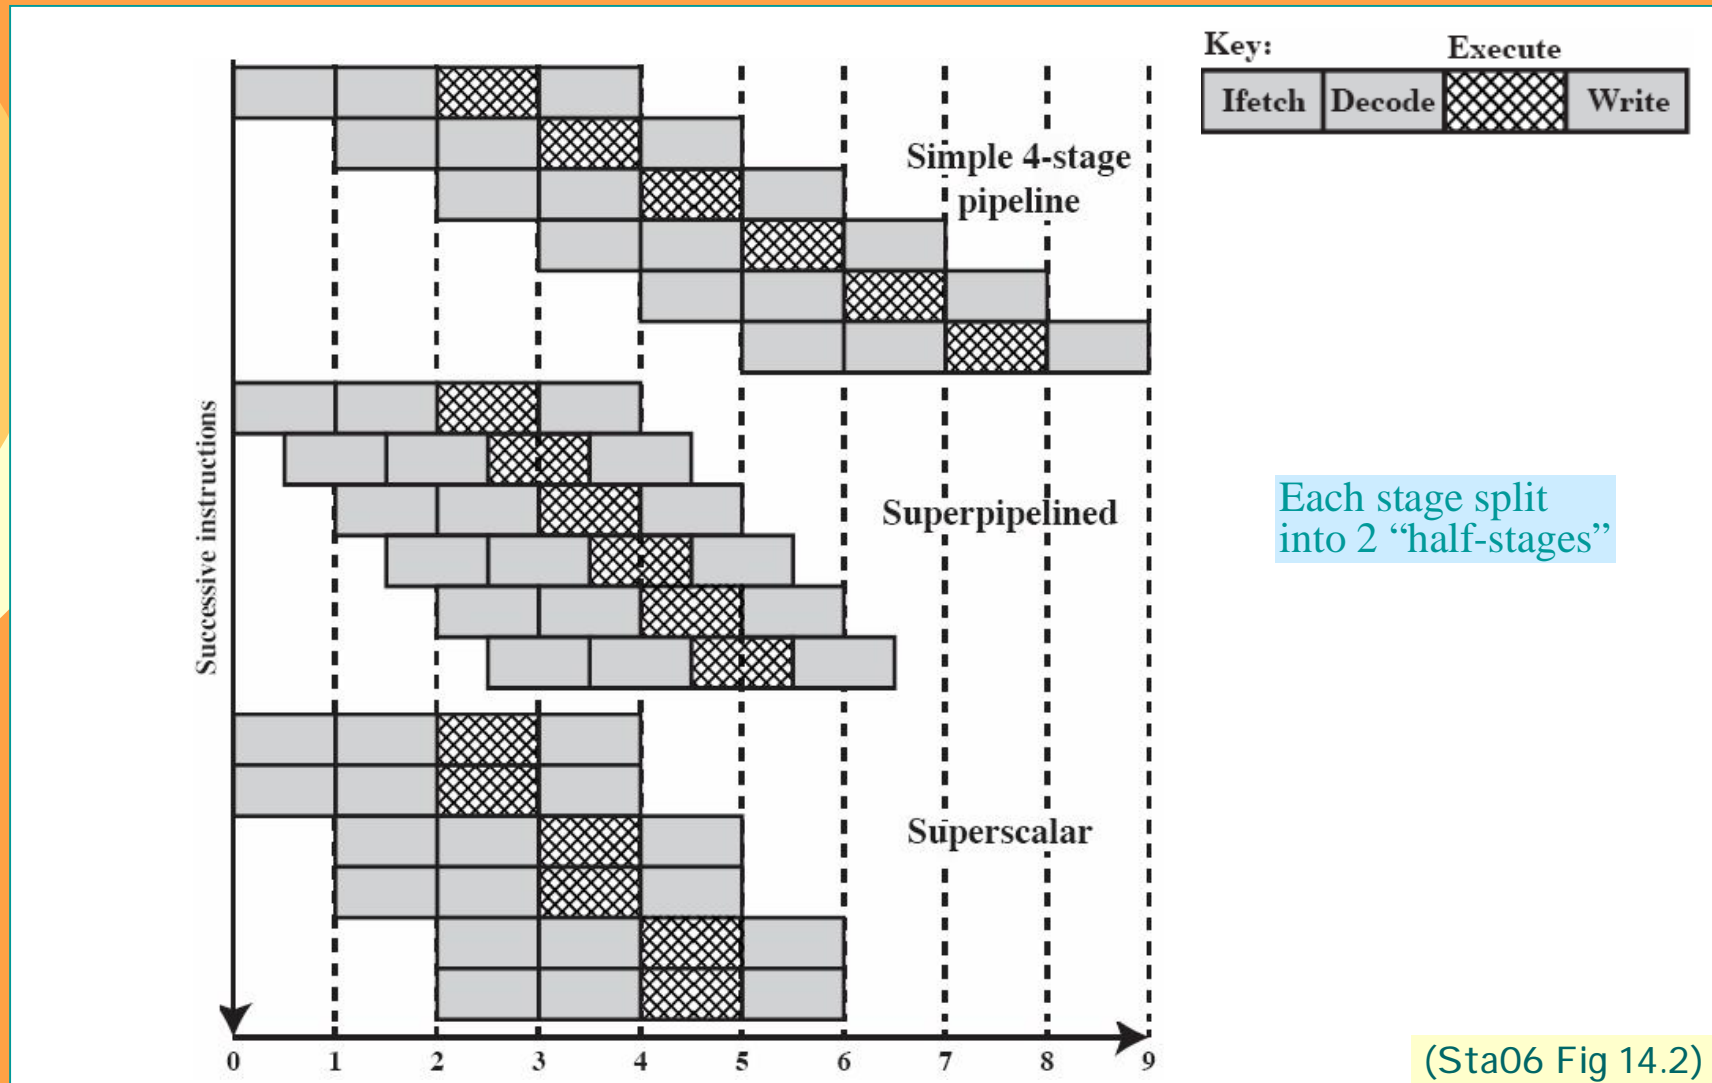 Key:
Execute
Ifetch Decode Write
Simple 4-stage
pipeline
Successive instructions
Superpipelined
Each stage split
into 2 “half-stages”
Superscalar
0 1 2 3 4 5 6 7 8 9
(Sta06 Fig 14.2)